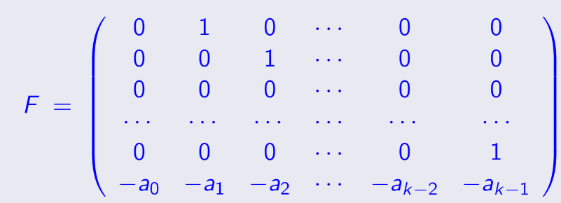 0 1 0 ⋯ 0 0
0 0 1 ⋯ 0 0
0 0 0 ⋯ 0 0
F = ⋯ ⋯ ⋯ ⋯ ⋯ ⋯
0 0 0 ⋯ 0 1
−a₀ −a₁ −a₂ ⋯ −aₖ₋₂ −aₖ₋₁